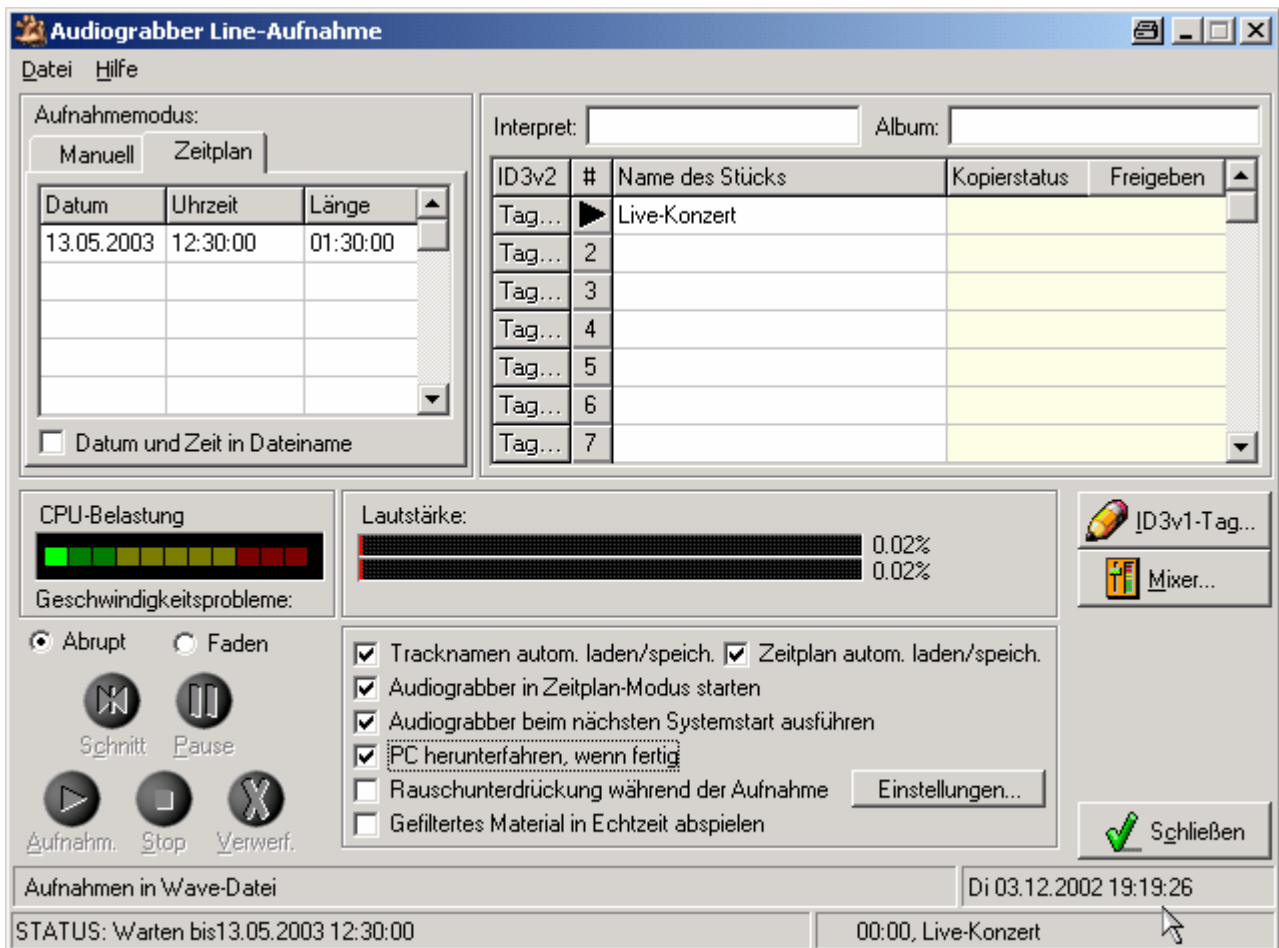 Audiograbber Line-Aufnahme
Datei Hilfe
Aufnahmemodus:
Manuell Zeitplan
Datum Uhrzeit Länge
13.05.2003 12:30:00 01:30:00
Datum und Zeit in Dateiname
Interpret: Album:
ID3v2 # Name des Stücks Kopierstatus Freigeben
Tag... Live-Konzert
Tag... 2
Tag... 3
Tag... 4
Tag... 5
Tag... 6
Tag... 7
CPU-Belastung
Geschwindigkeitsprobleme:
Lautstärke:
0.02%
0.02%
ID3v1-Tag...
Mixer...
Abrupt Faden
Schnitt Pause
Aufnahm. Stop Verwerf.
Tracknamen autom. laden/speich. Zeitplan autom. laden/speich.
Audiograbber in Zeitplan-Modus starten
Audiograbber beim nächsten Systemstart ausführen
PC herunterfahren, wenn fertig
Rauschunterdrückung während der Aufnahme Einstellungen...
Gefiltertes Material in Echtzeit abspielen
Schließen
Aufnahmen in Wave-Datei Di 03.12.2002 19:19:26
STATUS: Warten bis13.05.2003 12:30:00 00:00, Live-Konzert